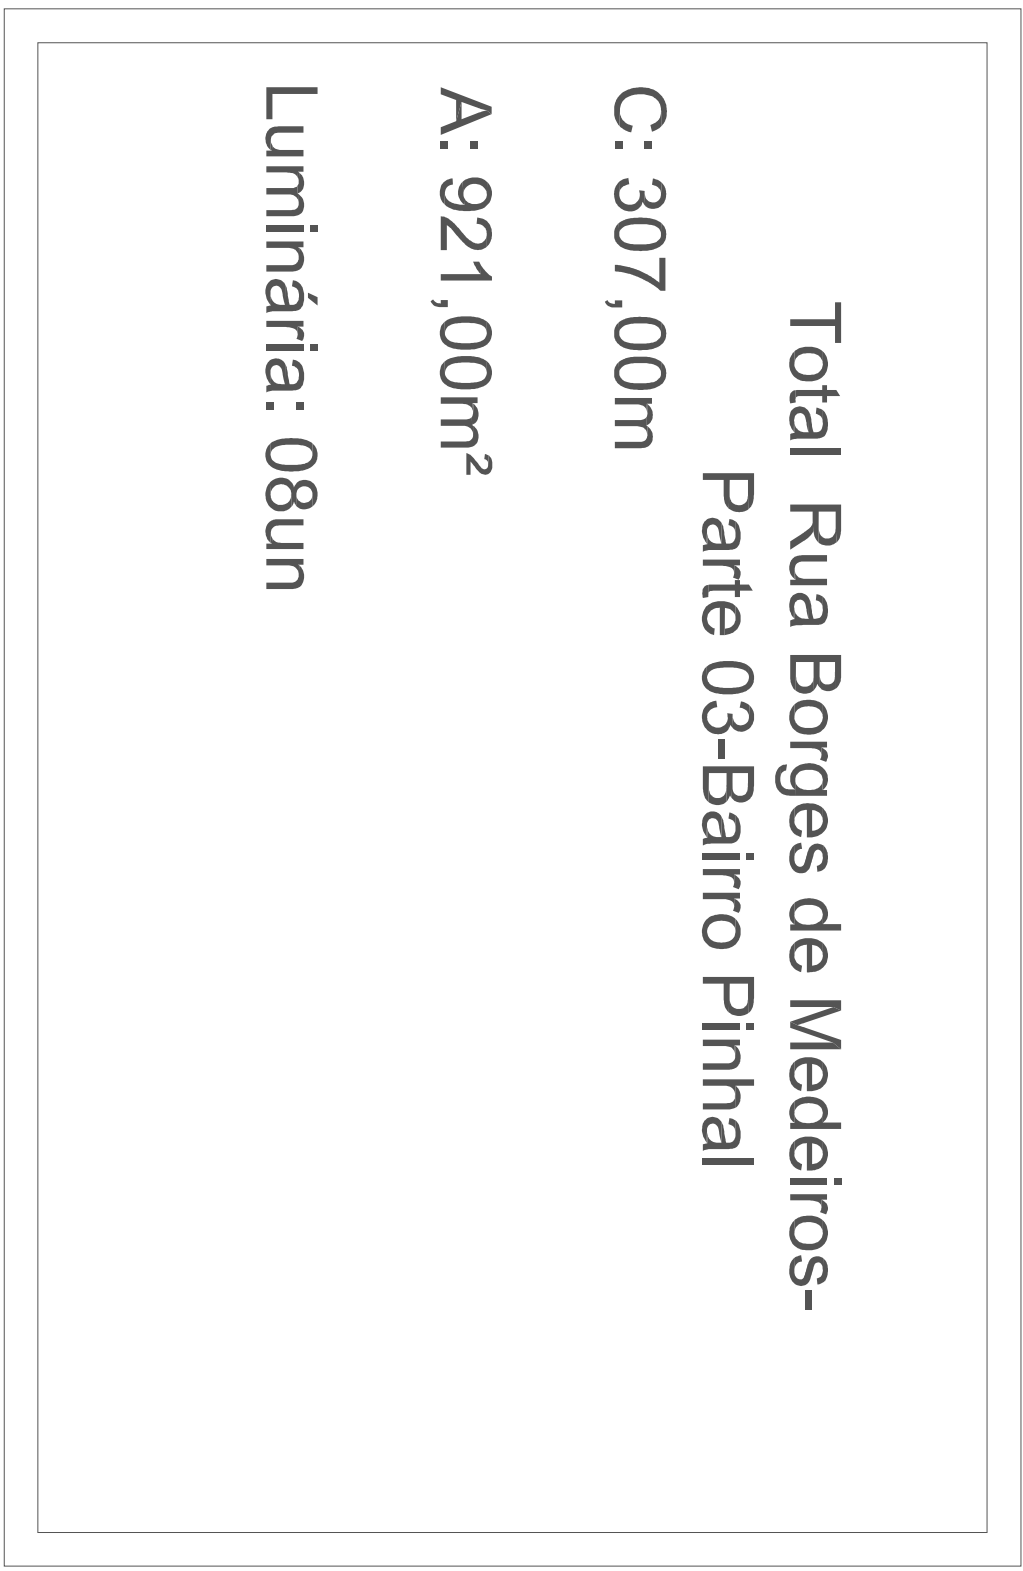 Total  Rua Borges de Medeiros-
Parte 03-Bairro Pinhal
C: 307,00m
A: 921,00m²
Luminária: 08un